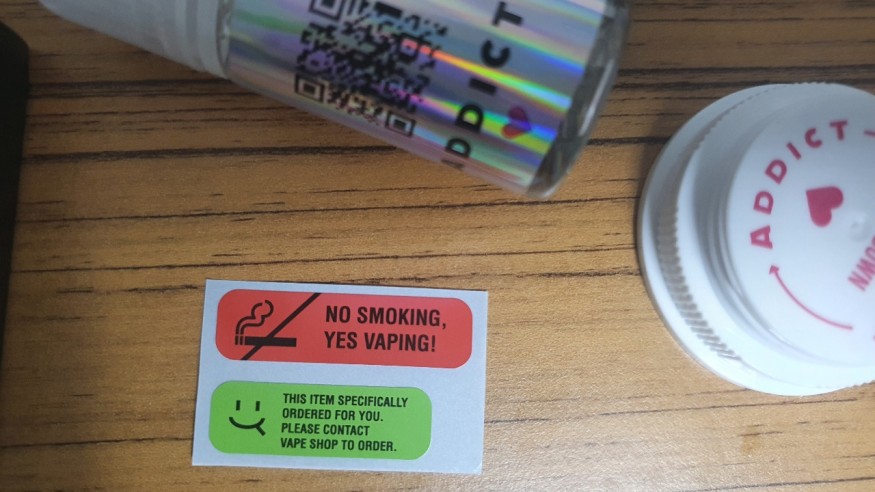 ADDICT
ADDICT
NO SMOKING,
YES VAPING!
THIS ITEM SPECIFICALLY
ORDERED FOR YOU.
PLEASE CONTACT
VAPE SHOP TO ORDER.